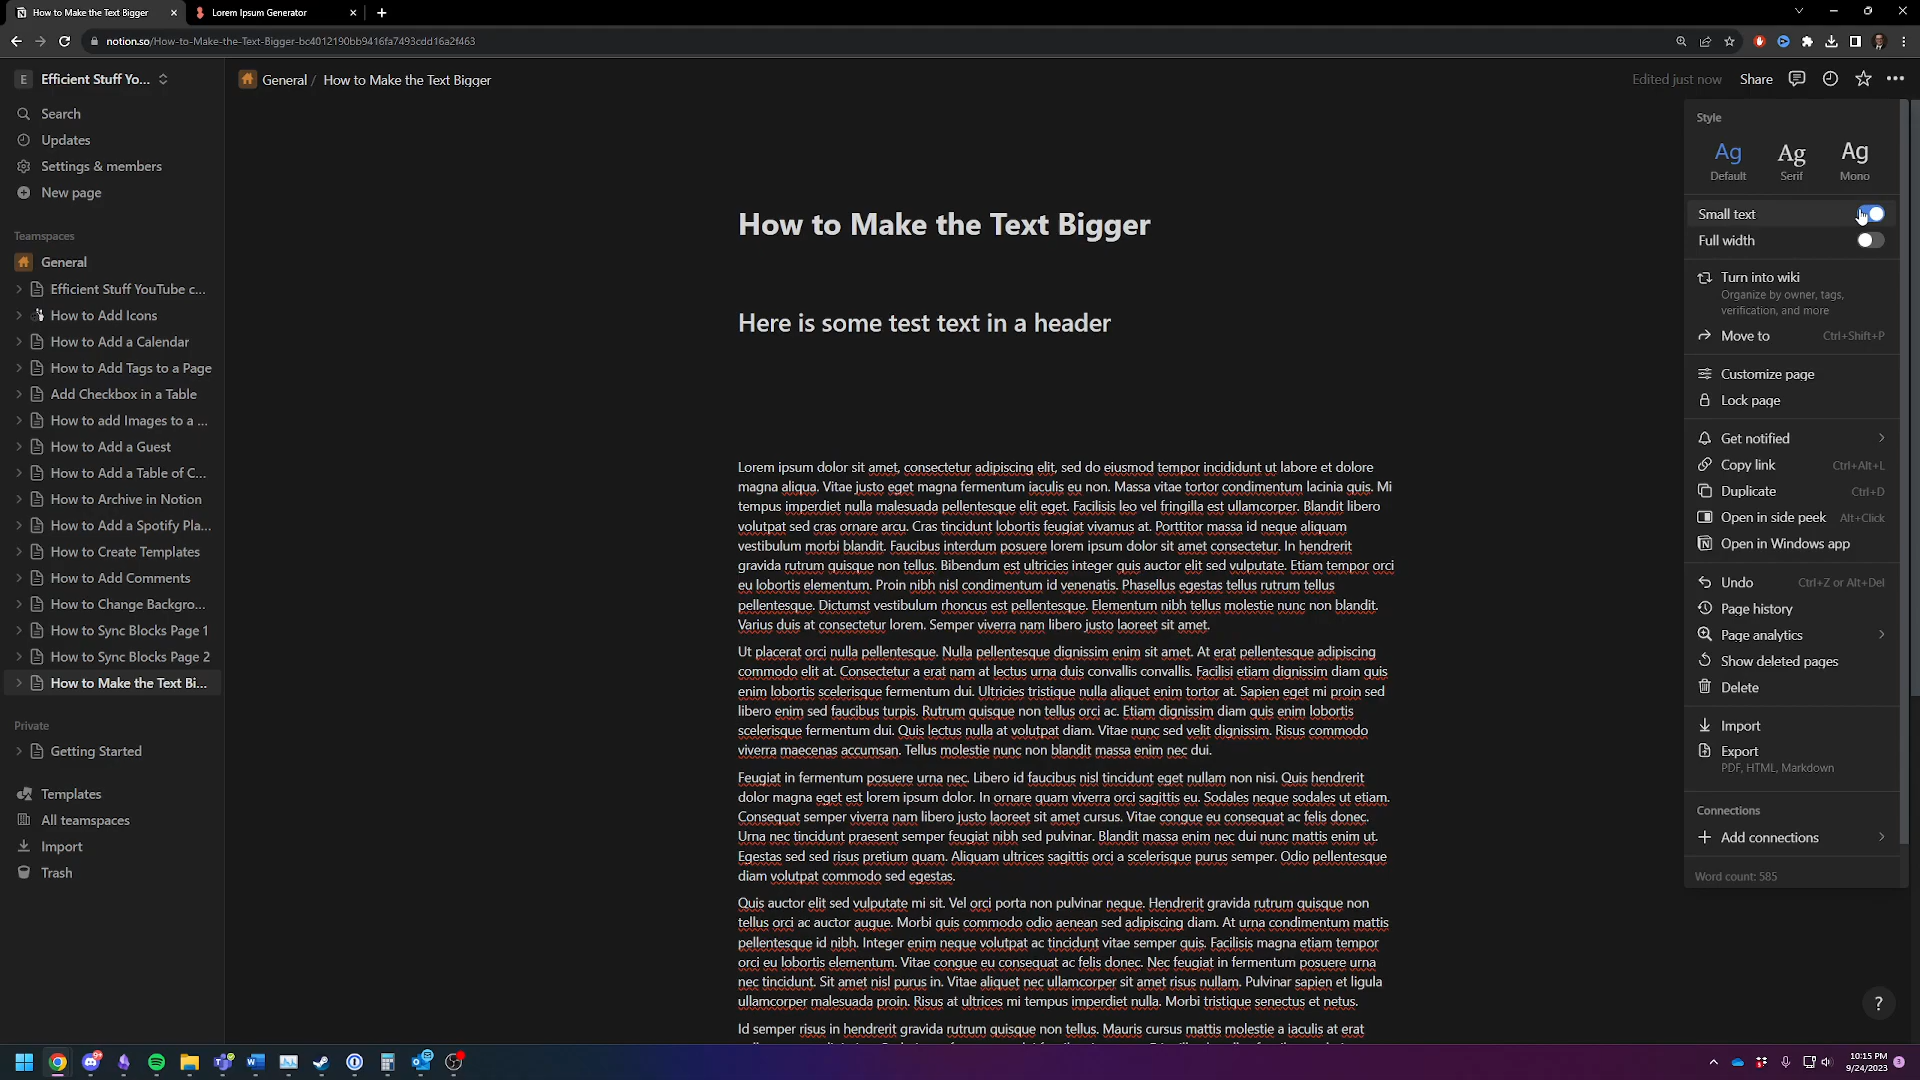 How to Make the Text Bigger
Lorem Ipsum Generator
notion.so/How-to-Make-the-Text-Bigger-bc4012190bb9416fa7493cdd16a2f463
E Efficient Stuff Yo...
General / How to Make the Text Bigger
Edited just now
Share
Search
Updates
Settings & members
New page
Teamspaces
General
Efficient Stuff YouTube c...
How to Add Icons
How to Add a Calendar
How to Add Tags to a Page
Add Checkbox in a Table
How to add Images to a ...
How to Add a Guest
How to Add a Table of C...
How to Archive in Notion
How to Add a Spotify Pla...
How to Create Templates
How to Add Comments
How to Change Backgro...
How to Sync Blocks Page 1
How to Sync Blocks Page 2
How to Make the Text Bi...
Private
Getting Started
Templates
All teamspaces
Import
Trash
How to Make the Text Bigger
Here is some test text in a header
Lorem ipsum dolor sit amet, consectetur adipiscing elit, sed do eiusmod tempor incididunt ut labore et dolore
magna aliqua. Vitae justo eget magna fermentum iaculis eu non. Massa vitae tortor condimentum lacinia quis. Mi
tempus imperdiet nulla malesuada pellentesque elit eget. Facilisis leo vel fringilla est ullamcorper. Blandit libero
volutpat sed cras ornare arcu. Cras tincidunt lobortis feugiat vivamus at. Porttitor massa id neque aliquam
vestibulum morbi blandit. Faucibus interdum posuere lorem ipsum dolor sit amet consectetur. In hendrerit
gravida rutrum quisque non tellus. Bibendum est ultricies integer quis auctor elit sed vulputate. Etiam tempor orci
eu lobortis elementum. Proin nibh nisl condimentum id venenatis. Phasellus egestas tellus rutrum tellus
pellentesque. Dictumst vestibulum rhoncus est pellentesque. Elementum nibh tellus molestie nunc non blandit.
Varius duis at consectetur lorem. Semper viverra nam libero justo laoreet sit amet.
Ut placerat orci nulla pellentesque. Nulla pellentesque dignissim enim sit amet. At erat pellentesque adipiscing
commodo elit at. Consectetur a erat nam at lectus urna duis convallis convallis. Facilisi etiam dignissim diam quis
enim lobortis scelerisque fermentum dui. Ultricies tristique nulla aliquet enim tortor at. Sapien eget mi proin sed
libero enim sed faucibus turpis. Rutrum quisque non tellus orci ac. Etiam dignissim diam quis enim lobortis
scelerisque fermentum dui. Quis lectus nulla at volutpat diam. Vitae nunc sed velit dignissim. Risus commodo
viverra maecenas accumsan. Tellus molestie nunc non blandit massa enim nec dui.
Feugiat in fermentum posuere urna nec. Libero id faucibus nisl tincidunt eget nullam non nisi. Quis hendrerit
dolor magna eget est lorem ipsum dolor. In ornare quam viverra orci sagittis eu. Sodales neque sodales ut etiam.
Consequat semper viverra nam libero justo laoreet sit amet cursus. Vitae congue eu consequat ac felis donec.
Urna nec tincidunt praesent semper feugiat nibh sed pulvinar. Blandit massa enim nec dui nunc mattis enim ut.
Egestas sed sed risus pretium quam. Aliquam ultrices sagittis orci a scelerisque purus semper. Odio pellentesque
diam volutpat commodo sed egestas.
Quis auctor elit sed vulputate mi sit. Vel orci porta non pulvinar neque. Hendrerit gravida rutrum quisque non
tellus orci ac auctor augue. Morbi quis commodo odio aenean sed adipiscing diam. At urna condimentum mattis
pellentesque id nibh. Integer enim neque volutpat ac tincidunt vitae semper quis. Facilisis magna etiam tempor
orci eu lobortis elementum. Vitae congue eu consequat ac felis donec. Nec feugiat in fermentum posuere urna
nec tincidunt. Sit amet nisl purus in. Vitae aliquet nec ullamcorper sit amet risus nullam. Pulvinar sapien et ligula
ullamcorper malesuada proin. Risus at ultrices mi tempus imperdiet nulla. Morbi tristique senectus et netus.
Id semper risus in hendrerit gravida rutrum quisque non tellus. Mauris cursus mattis molestie a iaculis at erat
Style
Ag Ag Ag
Default Serif Mono
Small text
Full width
Turn into wiki
Organize by owner, tags,
verification, and more
Move to Ctrl+Shift+P
Customize page
Lock page
Get notified
Copy link Ctrl+Alt+L
Duplicate Ctrl+D
Open in side peek Alt+Click
Open in Windows app
Undo Ctrl+Z or Alt+Del
Page history
Page analytics
Show deleted pages
Delete
Import
Export
PDF, HTML, Markdown
Connections
Add connections
Word count: 585
?
10:15 PM
9/24/2023